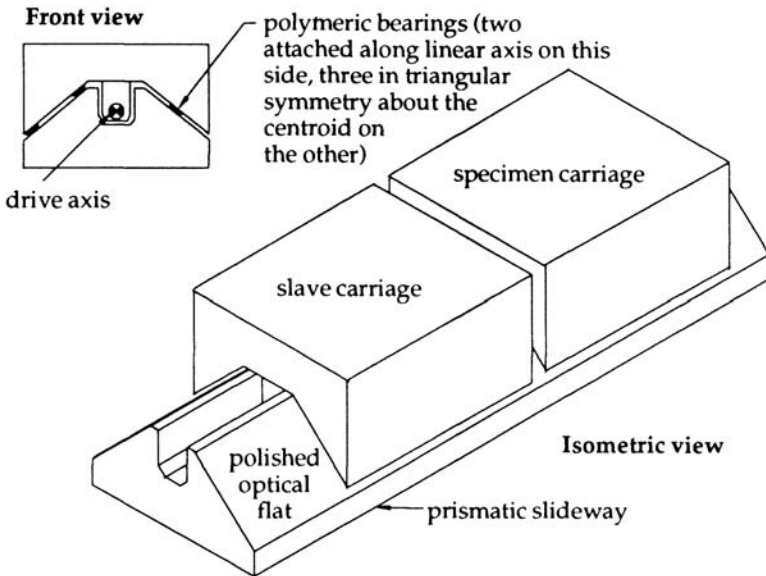 Front view
polymeric bearings (two
attached along linear axis on this
side, three in triangular
symmetry about the
centroid on
the other)
drive axis
specimen carriage
slave carriage
Isometric view
polished
optical
flat
prismatic slideway